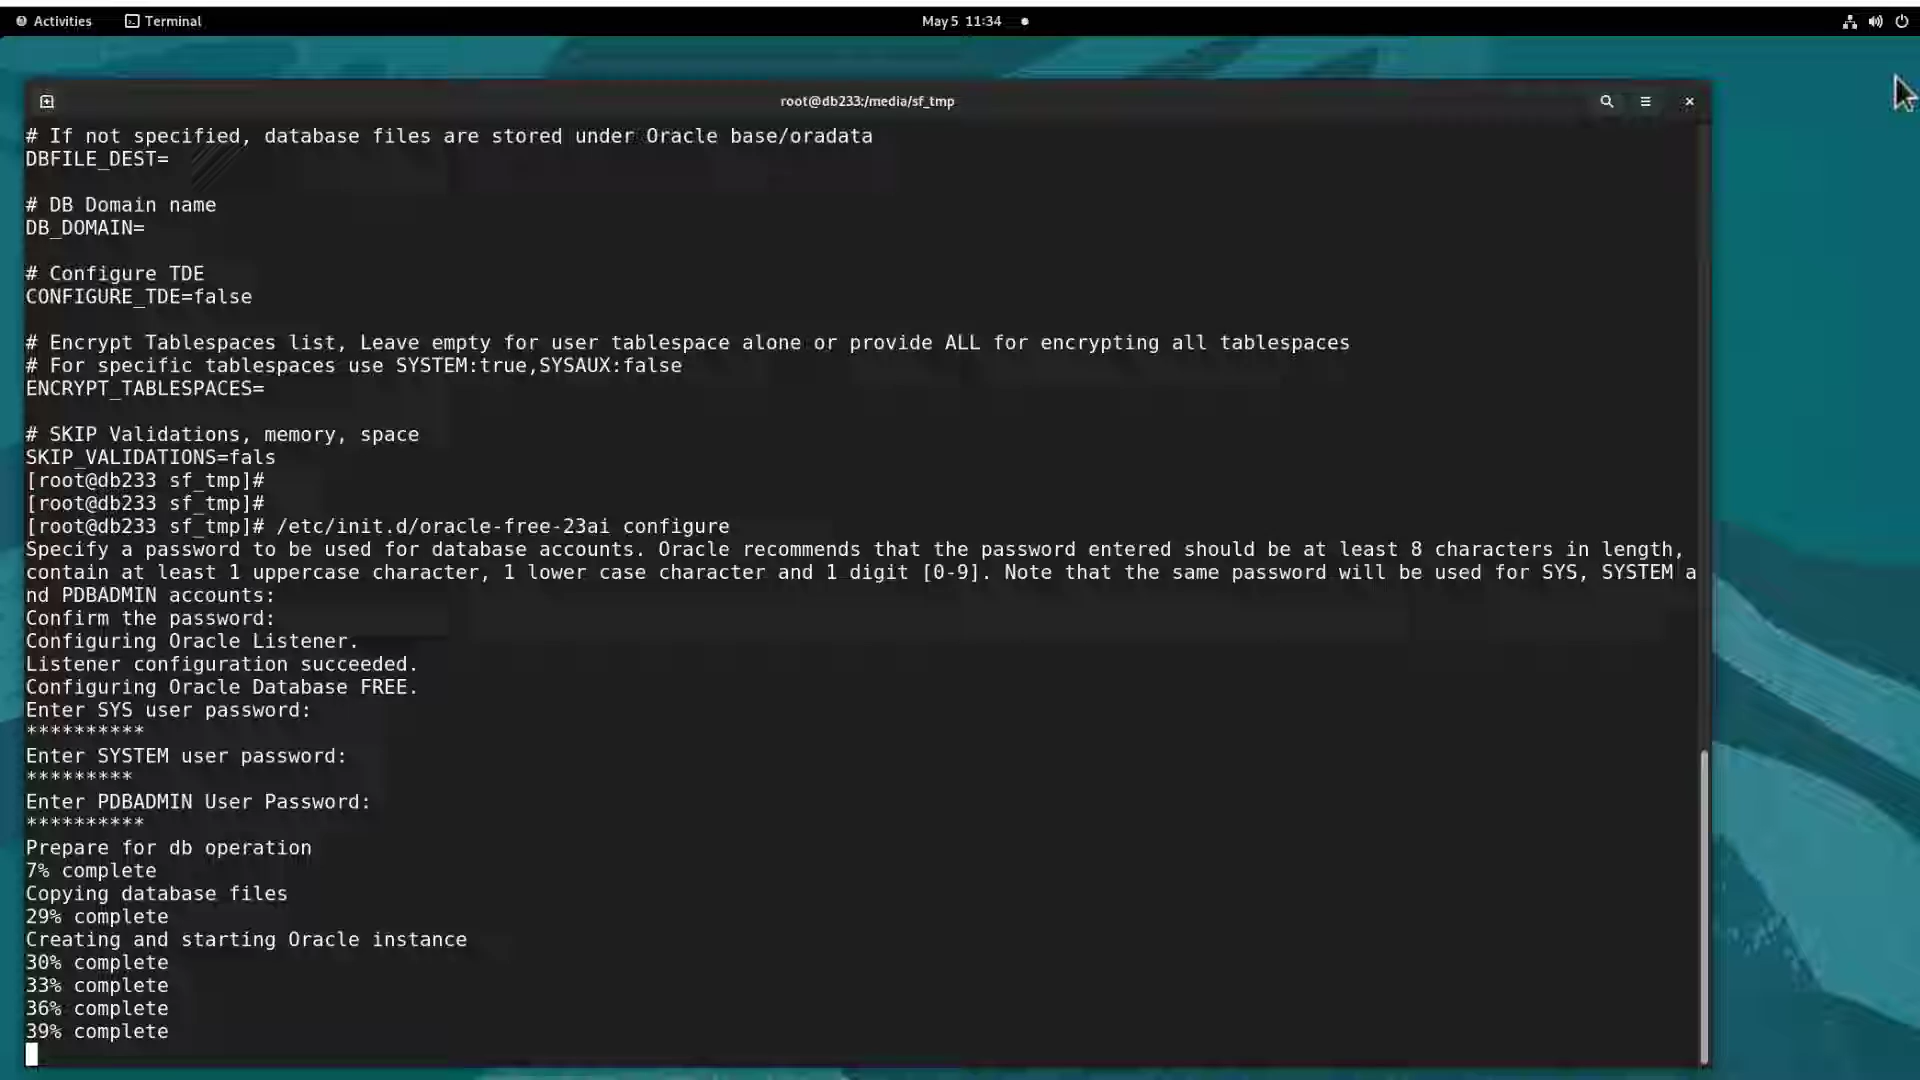 Activities Terminal May 5 11:34
root@db233:/media/sf_tmp
# If not specified, database files are stored under Oracle base/oradata
DBFILE_DEST=
# DB Domain name
DB_DOMAIN=
# Configure TDE
CONFIGURE_TDE=false
# Encrypt Tablespaces list, Leave empty for user tablespace alone or provide ALL for encrypting all tablespaces
# For specific tablespaces use SYSTEM:true,SYSAUX:false
ENCRYPT_TABLESPACES=
# SKIP Validations, memory, space
SKIP_VALIDATIONS=fals
[root@db233 sf_tmp]#
[root@db233 sf_tmp]#
[root@db233 sf_tmp]# /etc/init.d/oracle-free-23ai configure
Specify a password to be used for database accounts. Oracle recommends that the password entered should be at least 8 characters in length,
contain at least 1 uppercase character, 1 lower case character and 1 digit [0-9]. Note that the same password will be used for SYS, SYSTEM a
nd PDBADMIN accounts:
Confirm the password:
Configuring Oracle Listener.
Listener configuration succeeded.
Configuring Oracle Database FREE.
Enter SYS user password:
**********
Enter SYSTEM user password:
*********
Enter PDBADMIN User Password:
**********
Prepare for db operation
7% complete
Copying database files
29% complete
Creating and starting Oracle instance
30% complete
33% complete
36% complete
39% complete